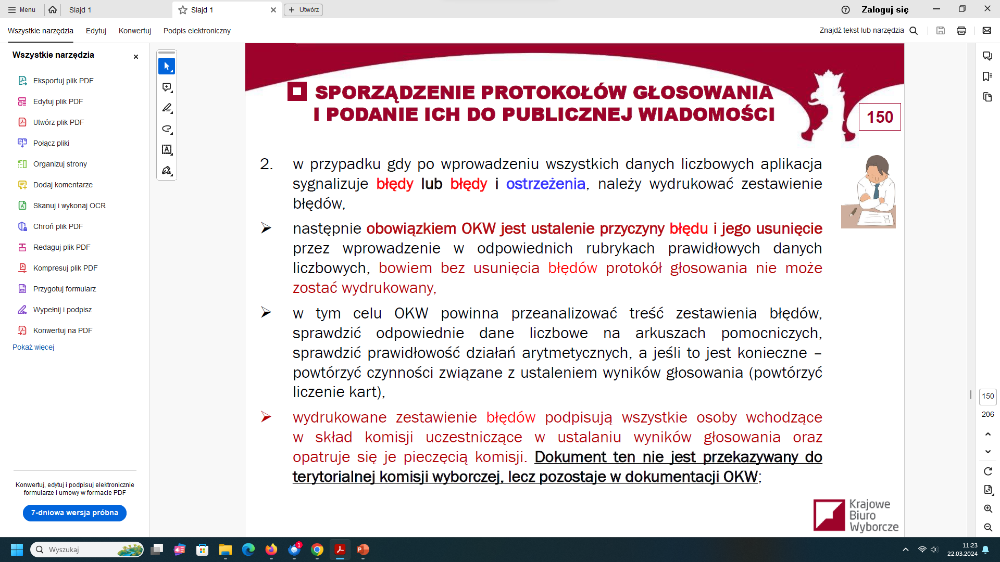 Menu
Slajd 1
Slajd 1
Utwórz
Zaloguj się
Wszystkie narzędzia
Edytuj
Konwertuj
Podpis elektroniczny
Znajdź tekst lub narzędzia
Wszystkie narzędzia
Eksportuj plik PDF
Edytuj plik PDF
Utwórz plik PDF
Połącz pliki
Organizuj strony
Dodaj komentarze
Skanuj i wykonaj OCR
Chroń plik PDF
Redaguj plik PDF
Kompresuj plik PDF
Przygotuj formularz
Wypełnij i podpisz
Konwertuj na PDF
Pokaż więcej
Konwertuj, edytuj i podpisuj elektronicznie
formularze i umowy w formacie PDF
7-dniowa wersja próbna
SPORZĄDZENIE PROTOKOŁÓW GŁOSOWANIA
I PODANIE ICH DO PUBLICZNEJ WIADOMOŚCI
150
2. w przypadku gdy po wprowadzeniu wszystkich danych liczbowych aplikacja
sygnalizuje błędy lub błędy i ostrzeżenia, należy wydrukować zestawienie
błędów,
następnie obowiązkiem OKW jest ustalenie przyczyny błędu i jego usunięcie
przez wprowadzenie w odpowiednich rubrykach prawidłowych danych
liczbowych, bowiem bez usunięcia błędów protokół głosowania nie może
zostać wydrukowany,
w tym celu OKW powinna przeanalizować treść zestawienia błędów,
sprawdzić odpowiednie dane liczbowe na arkuszach pomocniczych,
sprawdzić prawidłowość działań arytmetycznych, a jeśli to jest konieczne –
powtórzyć czynności związane z ustaleniem wyników głosowania (powtórzyć
liczenie kart),
wydrukowane zestawienie błędów podpisują wszystkie osoby wchodzące
w skład komisji uczestniczące w ustalaniu wyników głosowania oraz
opatruje się je pieczęcią komisji. Dokument ten nie jest przekazywany do
terytorialnej komisji wyborczej, lecz pozostaje w dokumentacji OKW;
Krajowe
Biuro
Wyborcze
150
206
Wyszukaj
1
11:23
22.03.2024